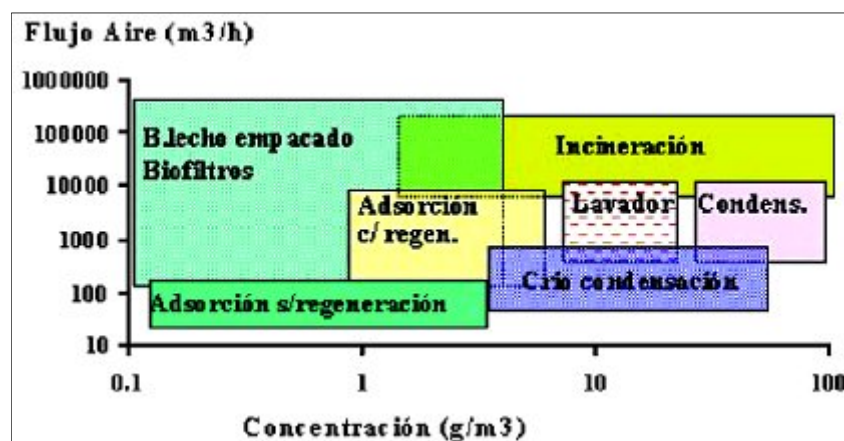 Flujo Aire (m3/h)
1000000
100000
10000
1000
100
10
B.lecho empacado
Biofiltros
Incineración
Adsorción
c/ regen.
Lavador
Condens.
Crio condensación
Adsorción s/regeneración
0.1
1
10
100
Concentración (g/m3)